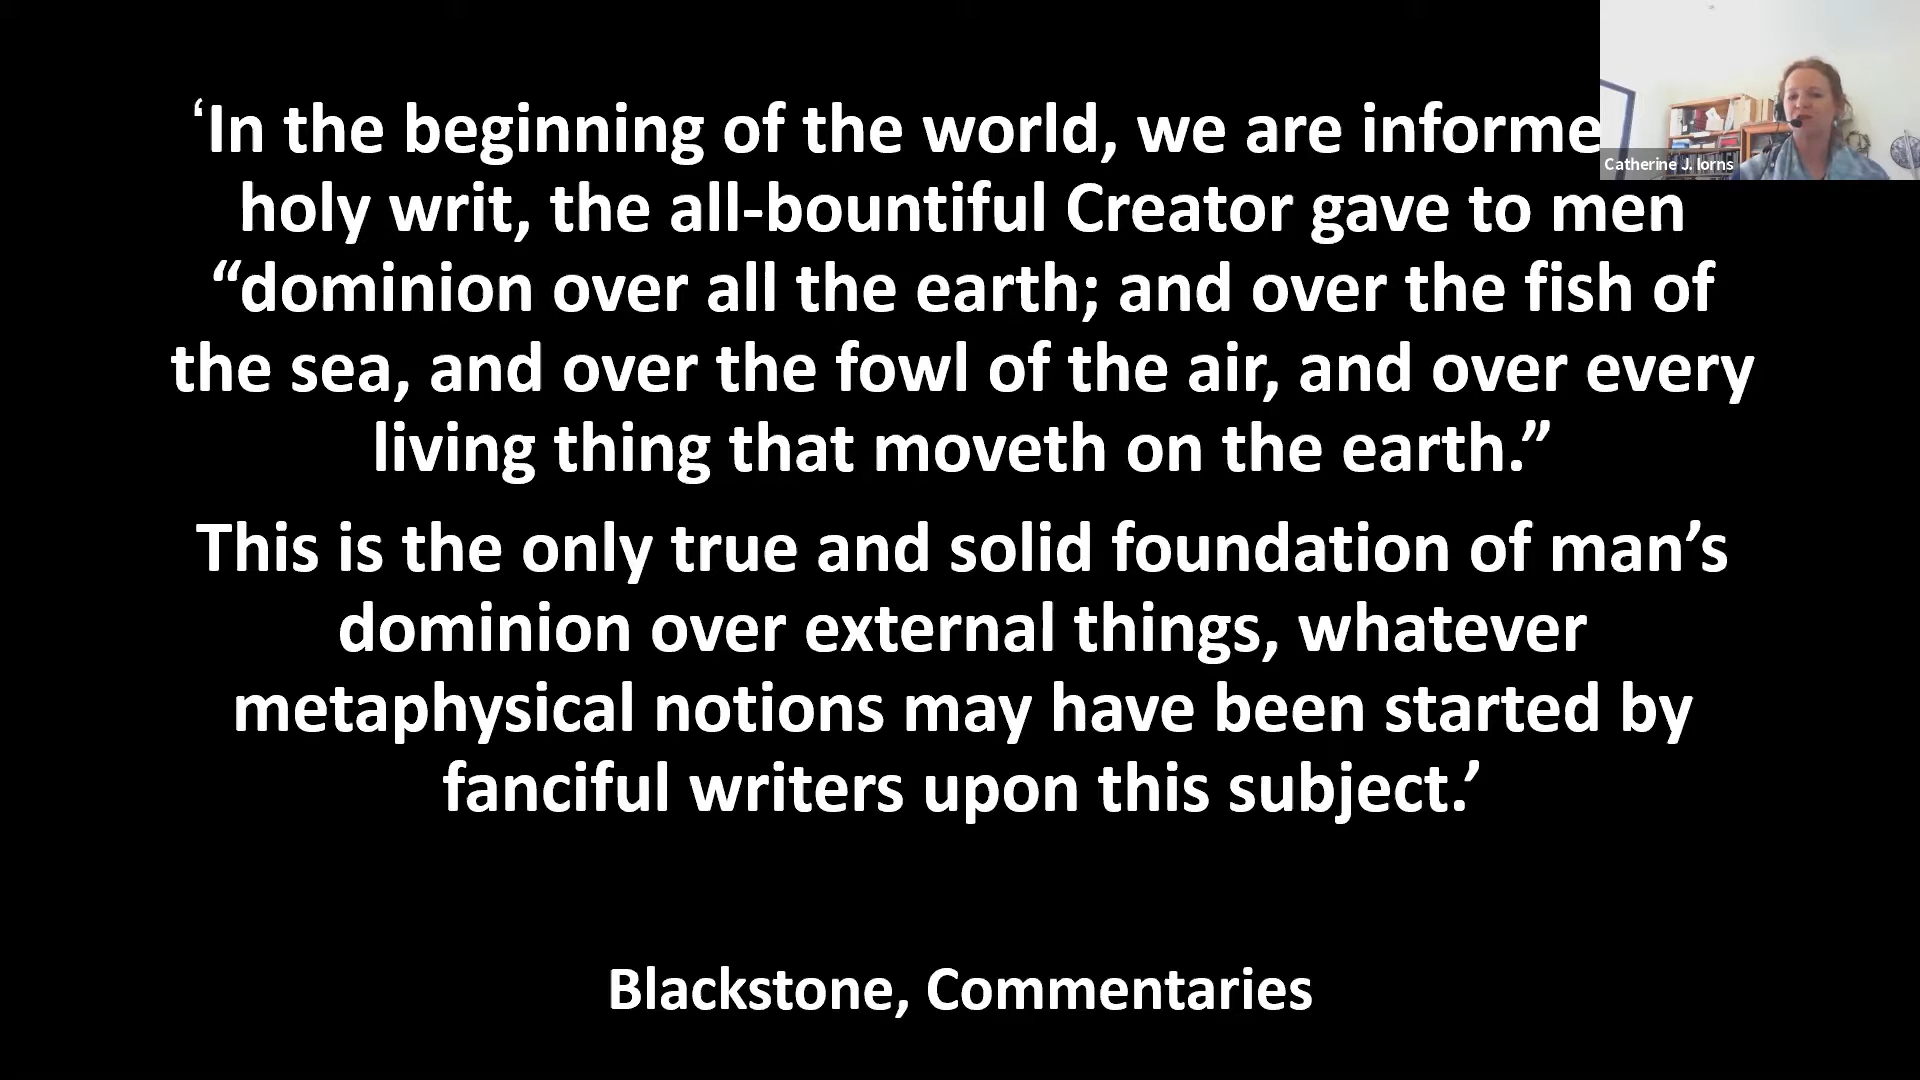 ‘In the beginning of the world, we are informe
holy writ, the all-bountiful Creator gave to men
“dominion over all the earth; and over the fish of
the sea, and over the fowl of the air, and over every
living thing that moveth on the earth.”
This is the only true and solid foundation of man’s
dominion over external things, whatever
metaphysical notions may have been started by
fanciful writers upon this subject.’
Blackstone, Commentaries
Catherine J. Iorns